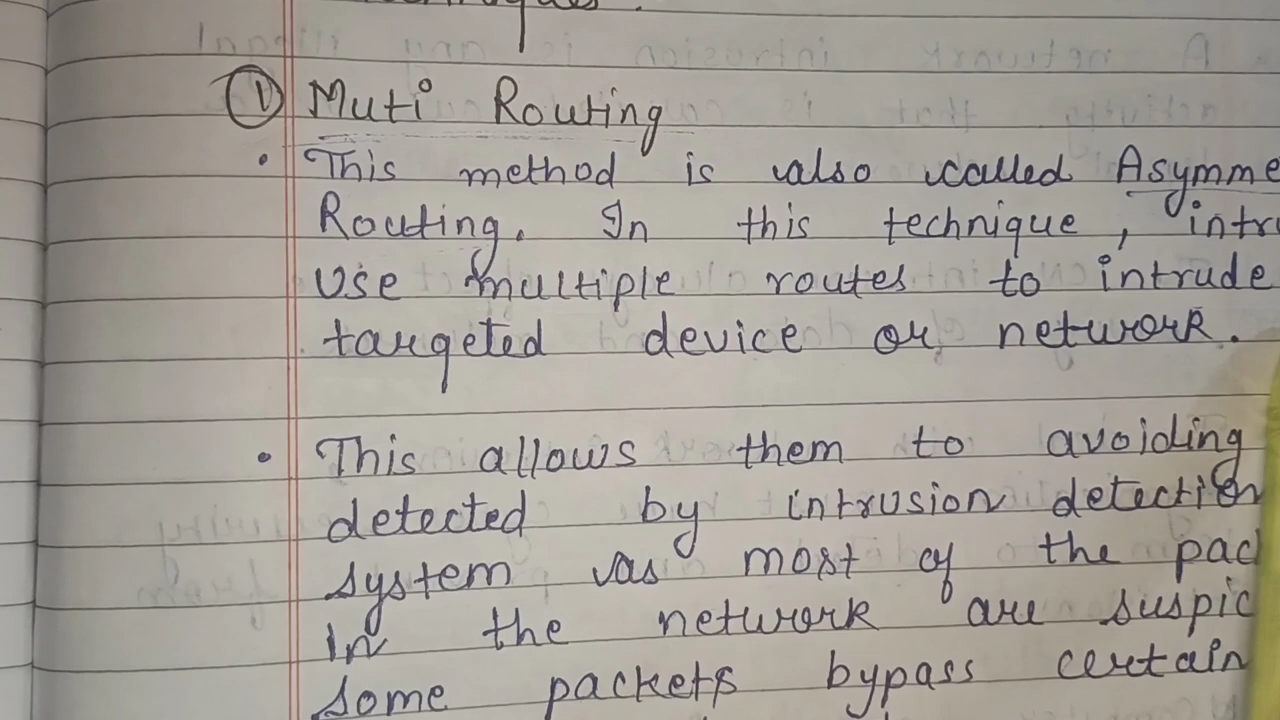 ① Muti Routing
• This method is also called Asymme
Routing. In this technique, intru
Use multiple routes to intrude
targeted device or network.
• This allows them to avoiding
detected by intrusion detection
system as most of the pac
in the network are suspic
Some packets bypass certain